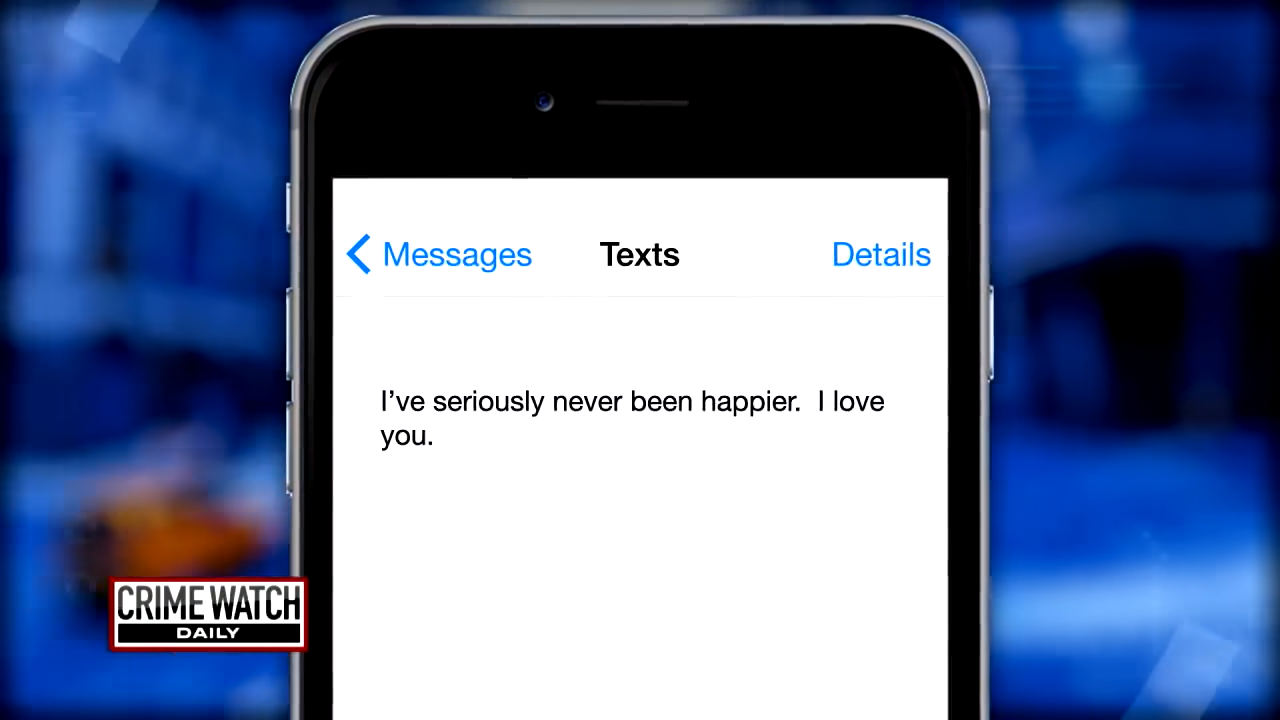 Messages Texts Details
I’ve seriously never been happier.  I love
you.
CRIME WATCH
DAILY